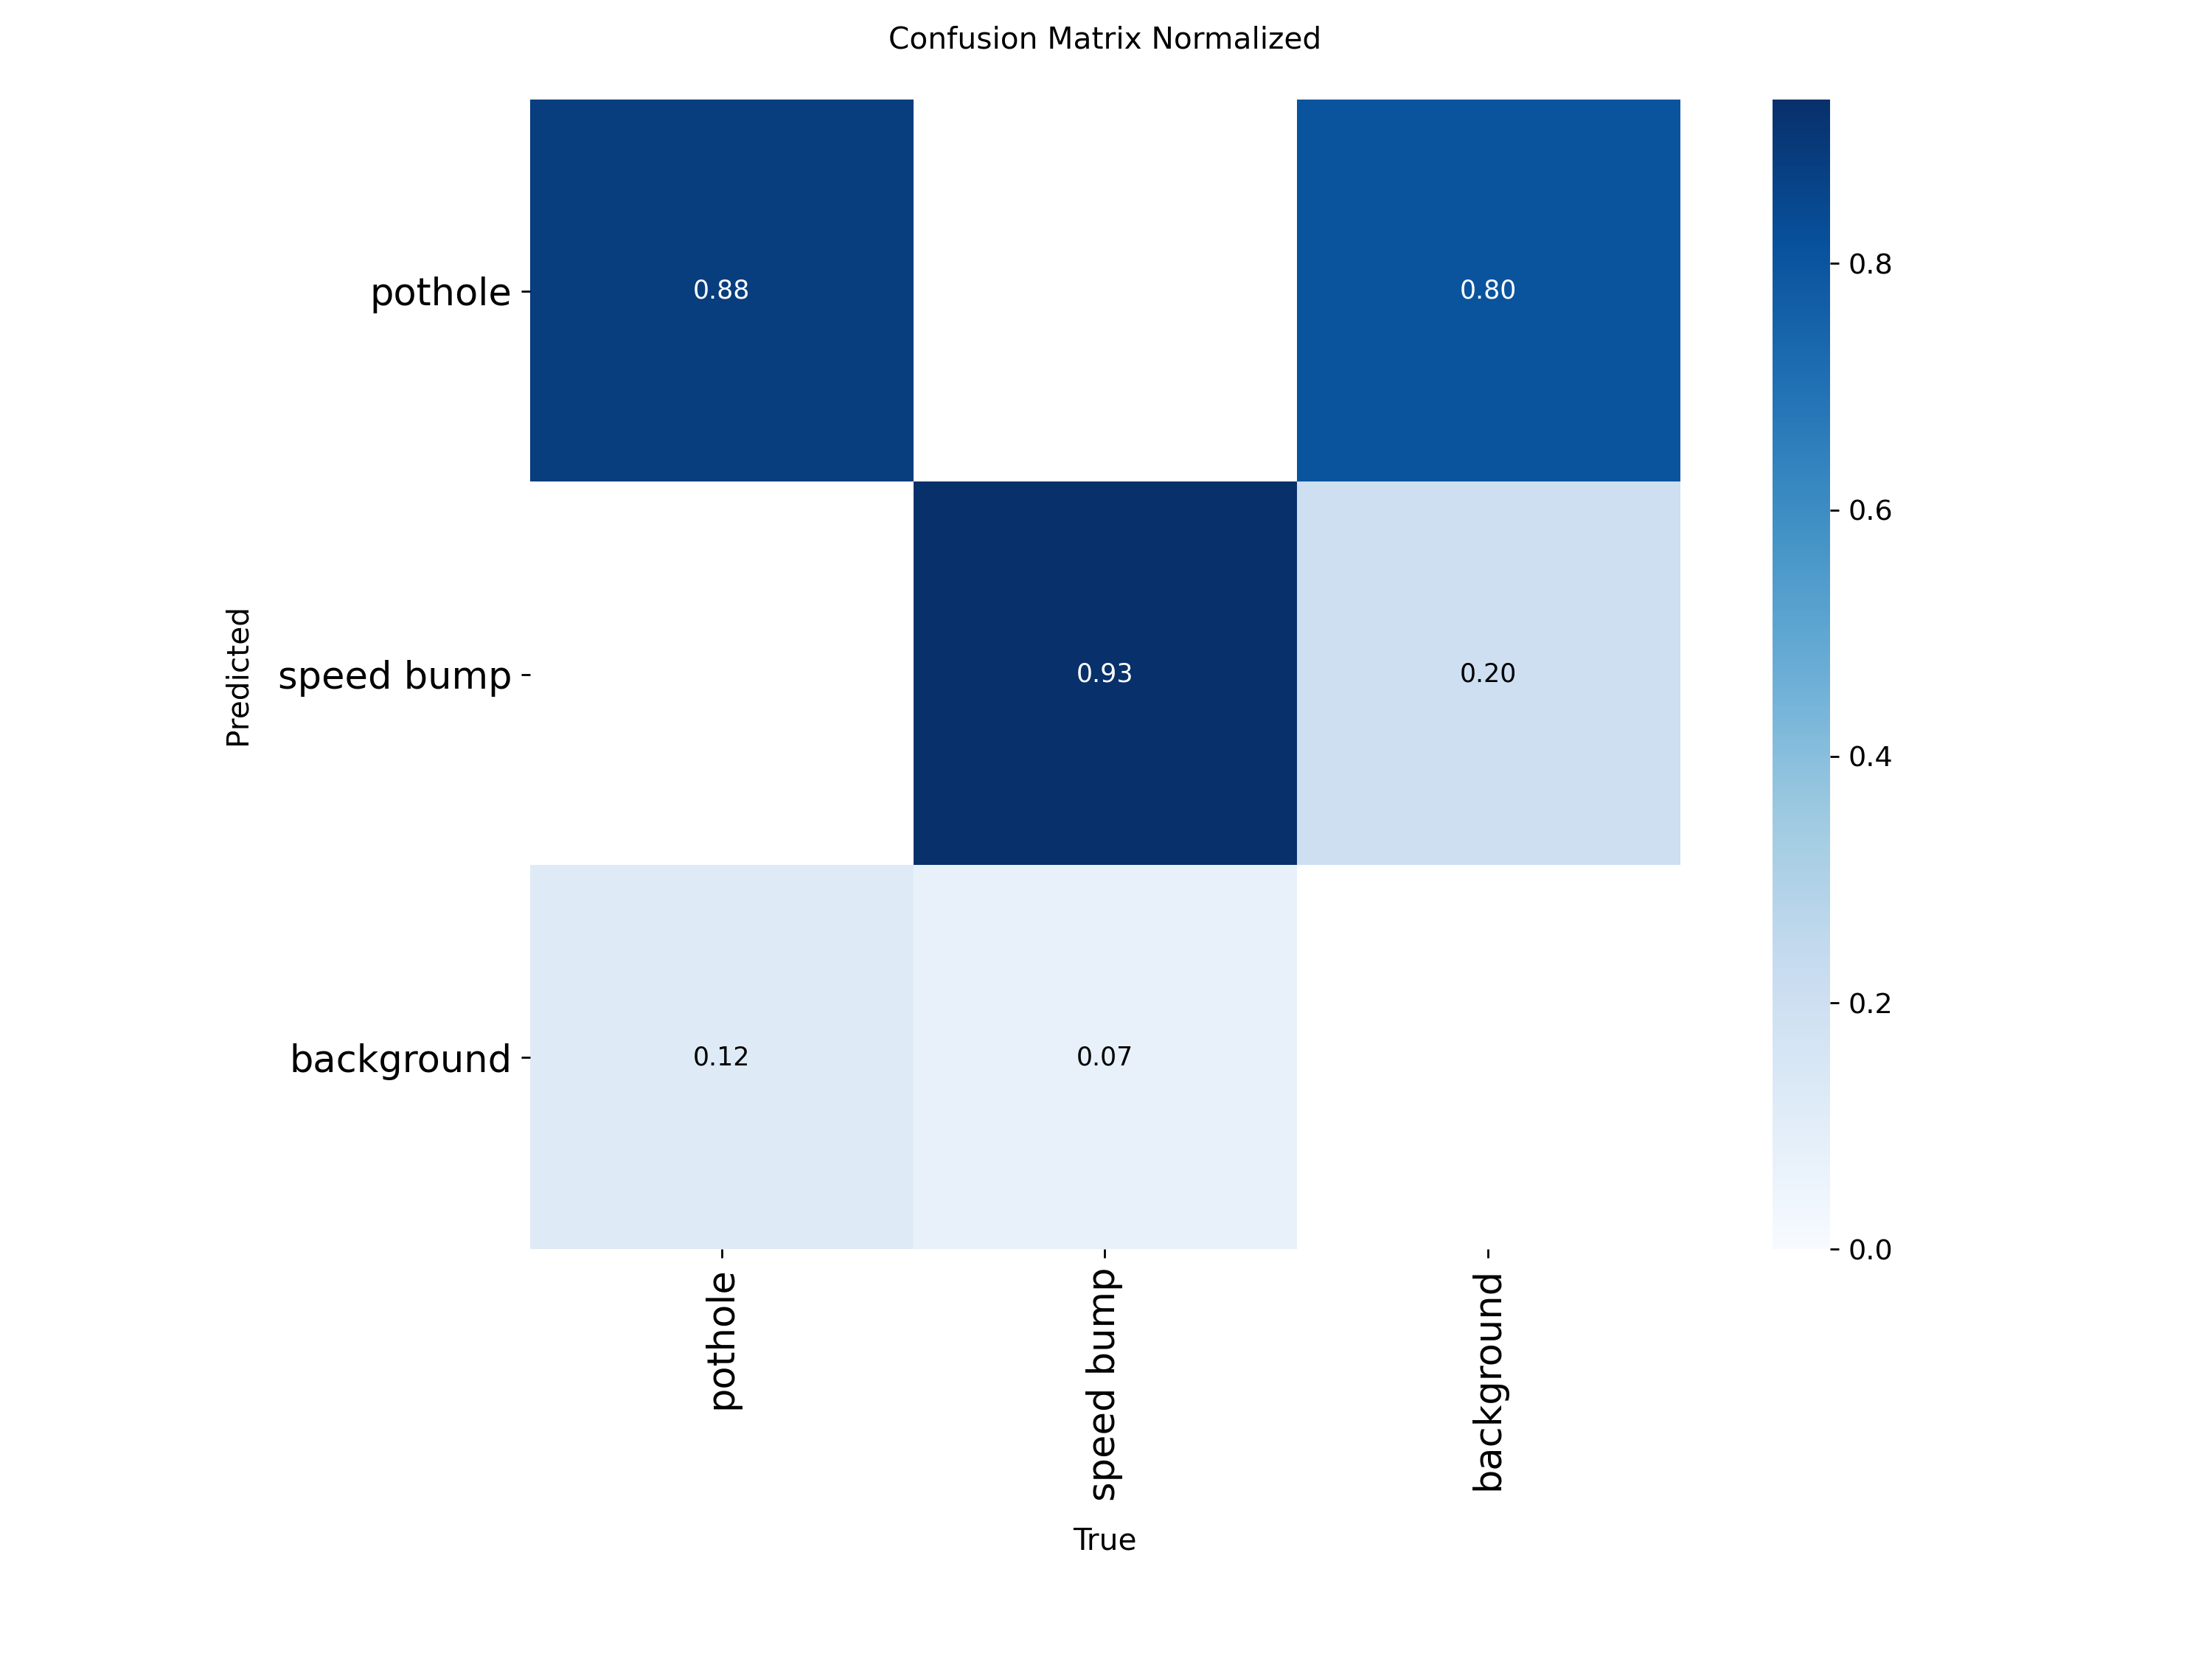 Confusion Matrix Normalized
pothole
0.88
0.80
0.8
0.6
Predicted
speed bump
0.93
0.20
0.4
0.2
background
0.12
0.07
0.0
pothole
speed bump
background
True